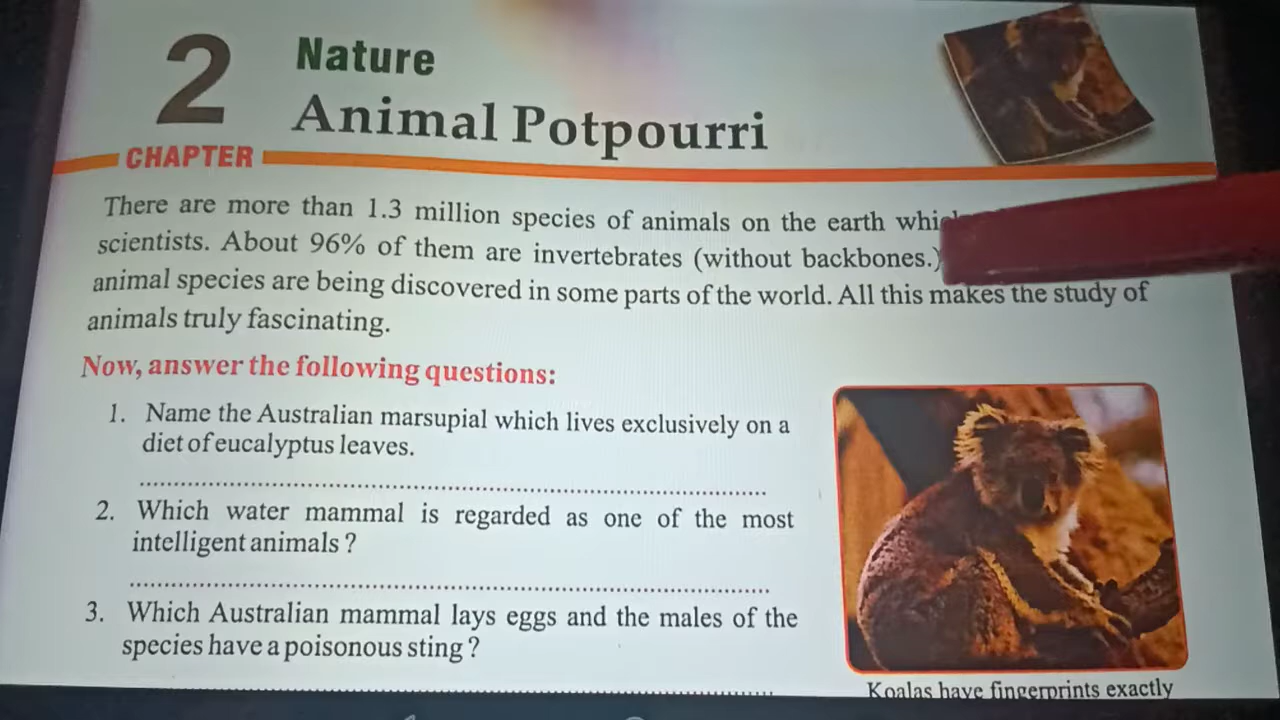 2
Nature
Animal Potpourri
CHAPTER
There are more than 1.3 million species of animals on the earth
scientists. About 96% of them are invertebrates (without backbones.)
animal species are being discovered in some parts of the world. All this makes the study of
animals truly fascinating.
Now, answer the following questions:
1. Name the Australian marsupial which lives exclusively on a
diet of eucalyptus leaves.
2. Which water mammal is regarded as one of the most
intelligent animals ?
3. Which Australian mammal lays eggs and the males of the
species have a poisonous sting ?
Koalas have fingerprints exactly